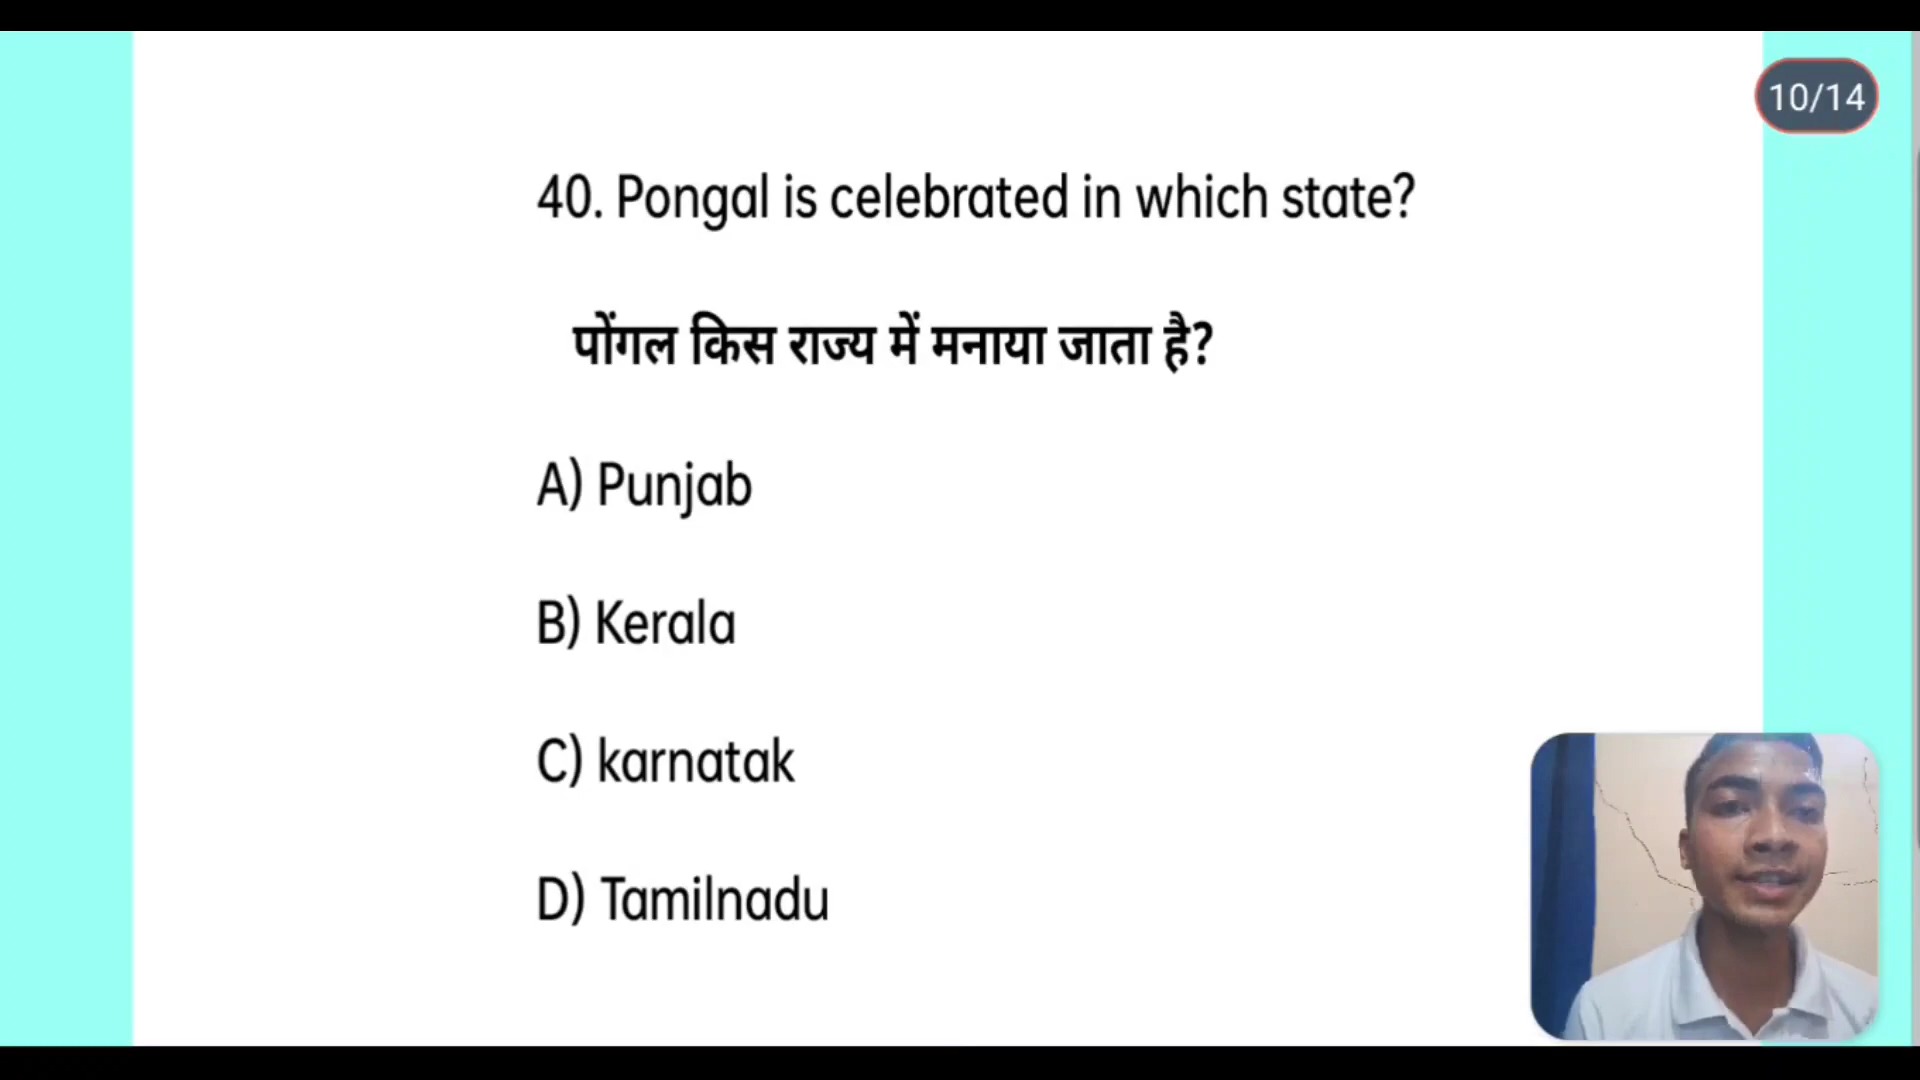 10/14
40. Pongal is celebrated in which state?
पोंगल किस राज्य में मनाया जाता है?
A) Punjab
B) Kerala
C) karnatak
D) Tamilnadu